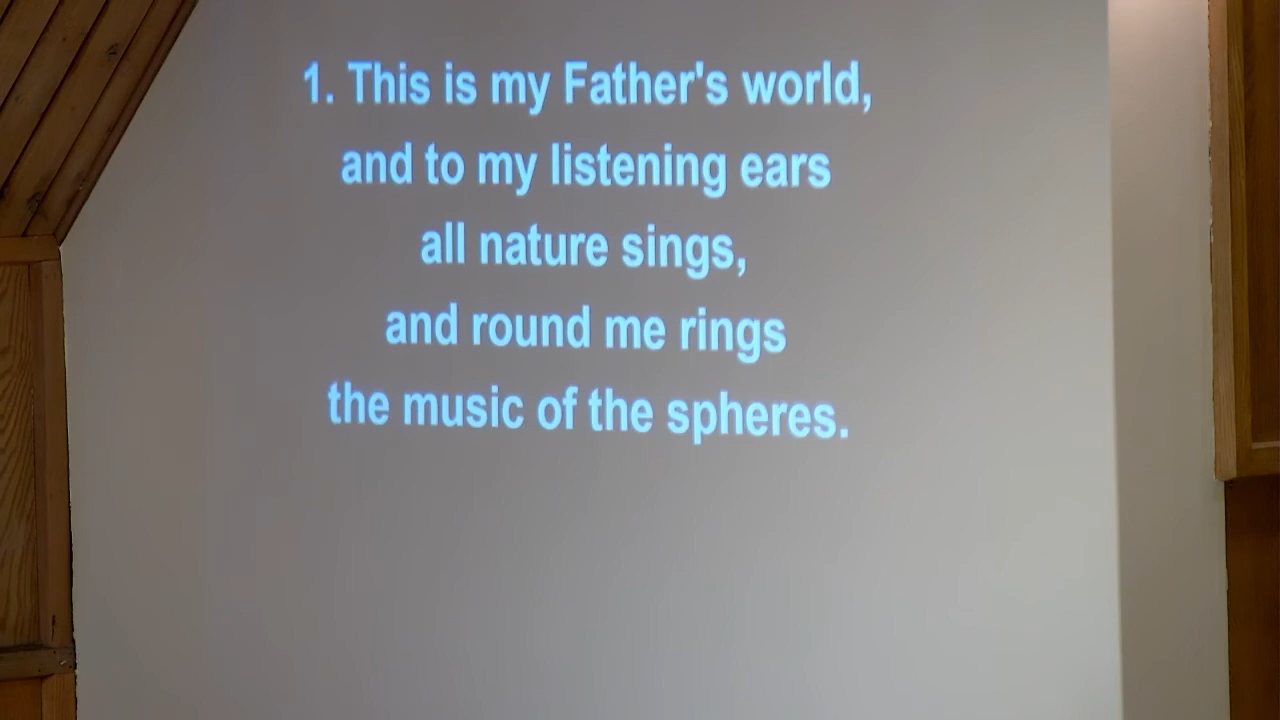 1. This is my Father's world,
and to my listening ears
all nature sings,
and round me rings
the music of the spheres.